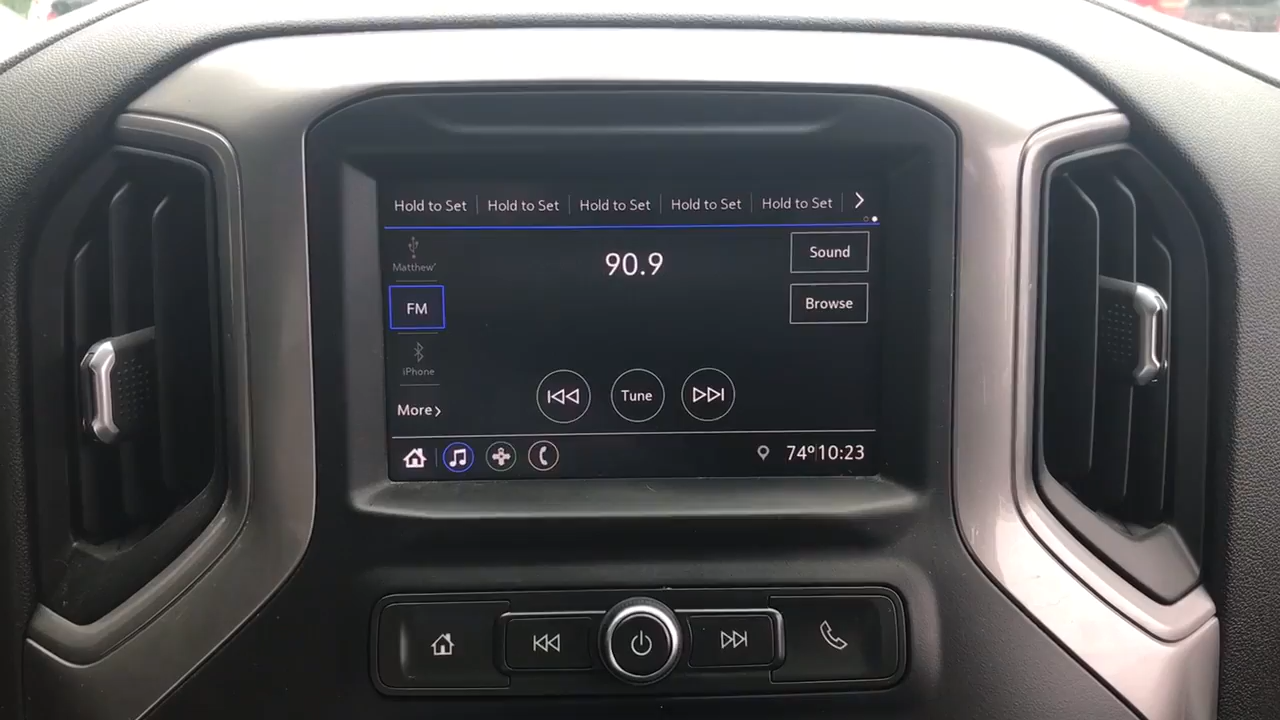 Hold to Set Hold to Set Hold to Set Hold to Set Hold to Set
Matthew'
90.9
Sound
FM
Browse
iPhone
Tune
More
74º 10:23